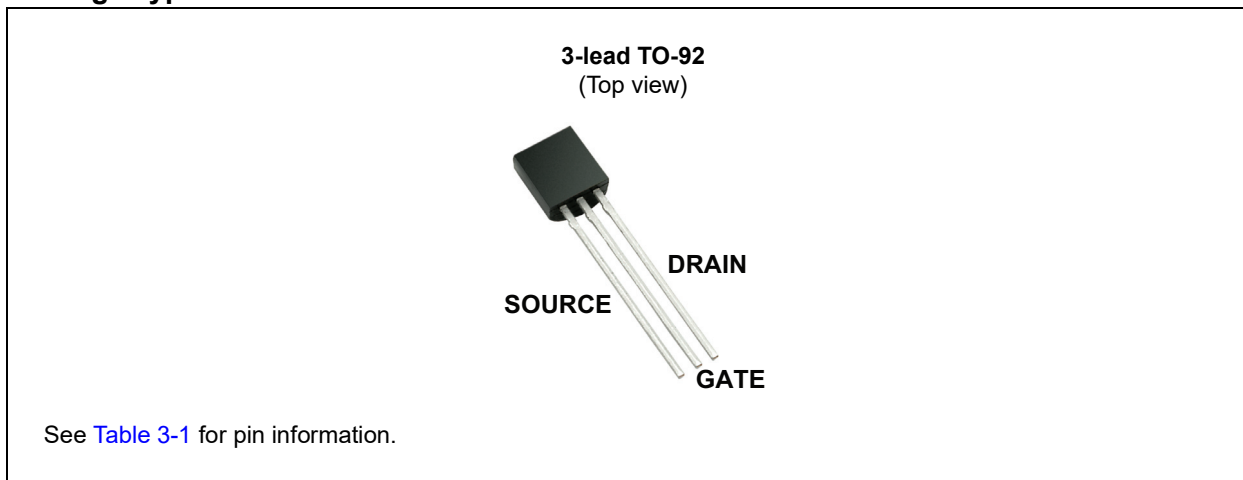 3-lead TO-92
(Top view)
DRAIN
SOURCE
GATE
See Table 3-1 for pin information.